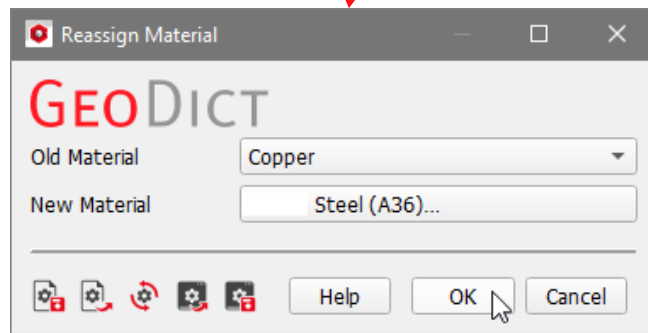 Reassign Material
GEODICT
Old Material Copper
New Material Steel (A36)...
Help OK Cancel